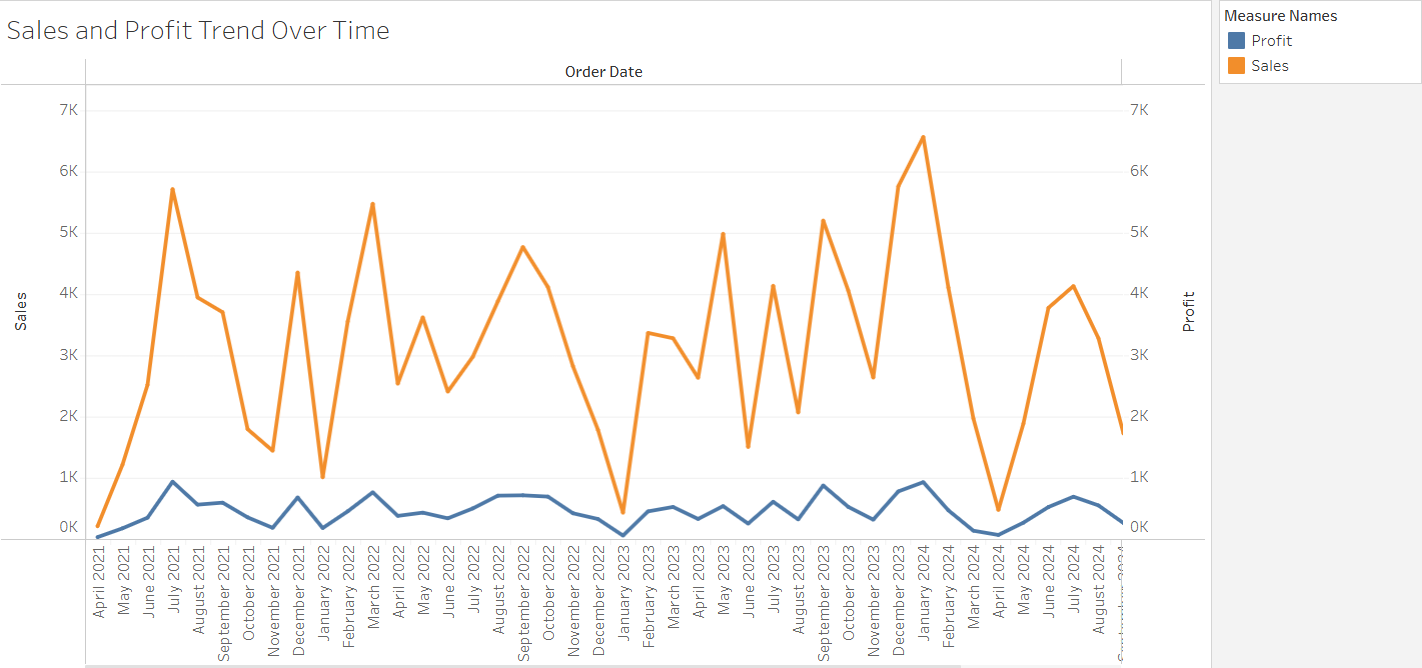 Sales and Profit Trend Over Time
Measure Names
Profit
Sales
Order Date
7K
6K
5K
4K
3K
2K
1K
0K
Sales
7K
6K
5K
4K
3K
2K
1K
0K
Profit
April 2021
May 2021
June 2021
July 2021
August 2021
September 2021
October 2021
November 2021
December 2021
January 2022
February 2022
March 2022
April 2022
May 2022
June 2022
July 2022
August 2022
September 2022
October 2022
November 2022
December 2022
January 2023
February 2023
March 2023
April 2023
May 2023
June 2023
July 2023
August 2023
September 2023
October 2023
November 2023
December 2023
January 2024
February 2024
March 2024
April 2024
May 2024
June 2024
July 2024
August 2024